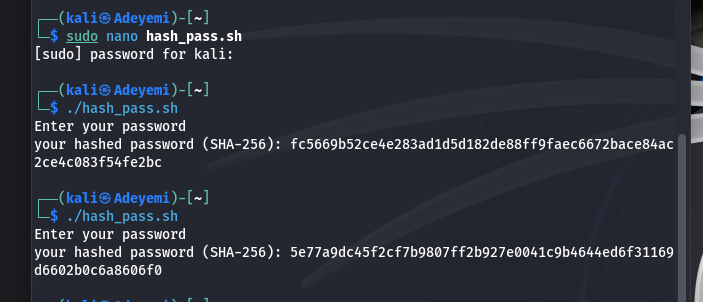 ┌──(kali㉿Adeyemi)-[~]
└─$ sudo nano hash_pass.sh
[sudo] password for kali:
┌──(kali㉿Adeyemi)-[~]
└─$ ./hash_pass.sh
Enter your password
your hashed password (SHA-256): fc5669b52ce4e283ad1d5d182de88ff9faec6672bace84ac
2ce4c083f54fe2bc
┌──(kali㉿Adeyemi)-[~]
└─$ ./hash_pass.sh
Enter your password
your hashed password (SHA-256): 5e77a9dc45f2cf7b9807ff2b927e0041c9b4644ed6f31169
d6602b0c6a8606f0